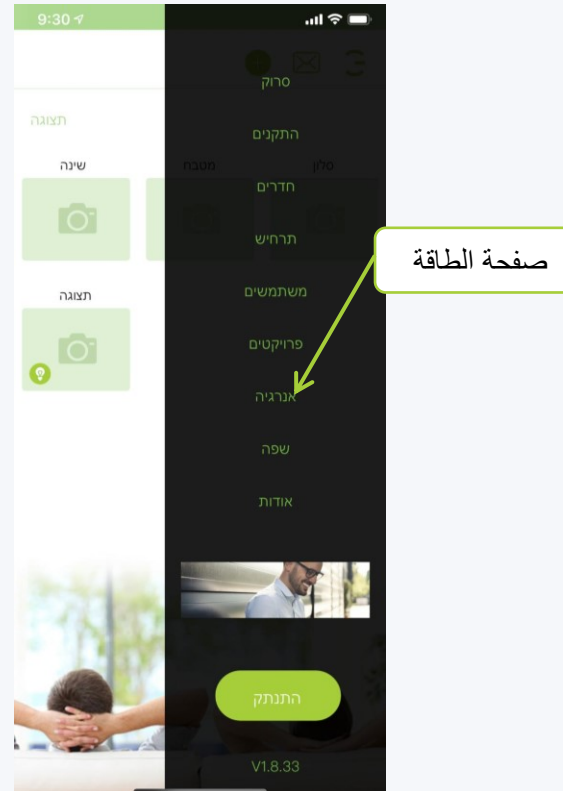 9:30
סרוק
תצוגה
התקנים
סלון
מטבח
שינה
חדרים
תרחיש
صفحة الطاقة
משתמשים
תצוגה
פרויקטים
אנרגיה
שפה
אודות
התנתק
V1.8.33